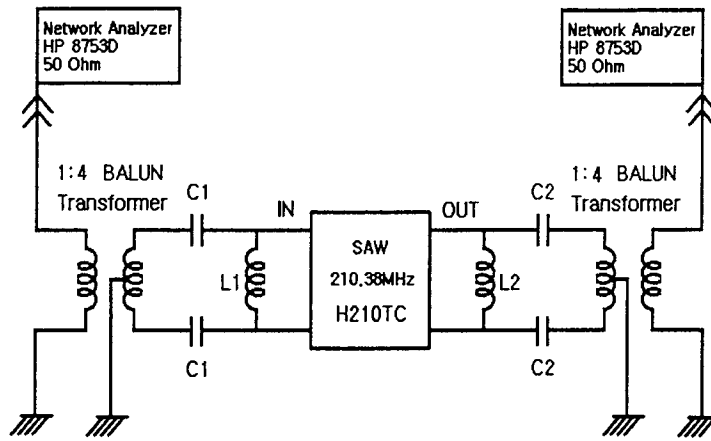 Network Analyzer
HP 8753D
50 Ohm
Network Analyzer
HP 8753D
50 Ohm
1:4 BALUN
Transformer
C1
IN
OUT
C2
1:4 BALUN
Transformer
L1
SAW
210.38MHz
H210TC
L2
C1
C2